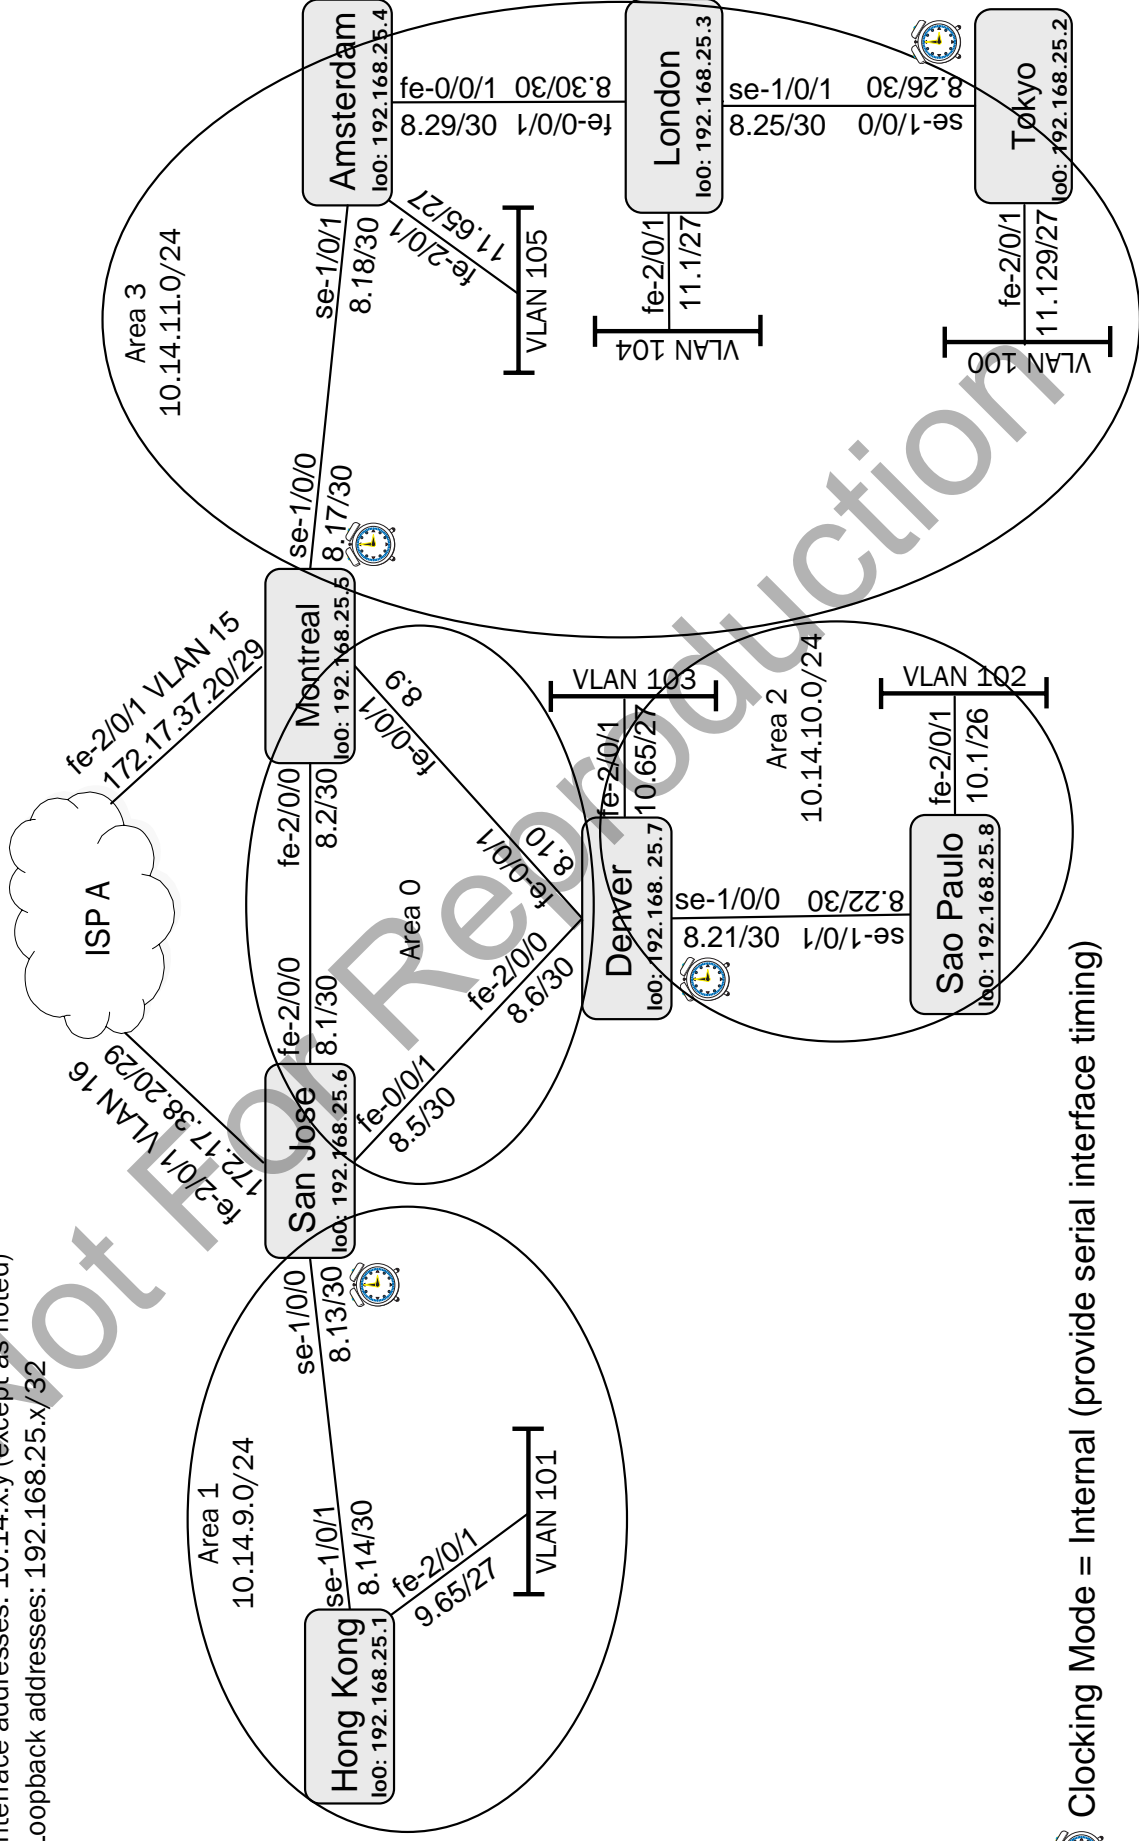 nterface addresses: 10.14.x.y (except as noted)
Loopback addresses: 192.168.25.x/32
ISP A
fe-2/0/1 VLAN 16
172.17.38.20/29
fe-2/0/1 VLAN 15
172.17.37.20/29
Area 1
10.14.9.0/24
Hong Kong
lo0: 192.168.25.1
se-1/0/1
8.14/30
fe-2/0/1
9.65/27
VLAN 101
se-1/0/0
8.13/30
San Jose
lo0: 192.168.25.6
fe-2/0/0
8.1/30
fe-0/0/1
8.5/30
Area 0
fe-2/0/0
8.2/30
Montreal
lo0: 192.168.25.5
fe-0/0/1
8.9
fe-2/0/0
8.6/30
fe-0/0/1
8.10
Denver
lo0: 192.168. 25.7
fe-2/0/1
10.65/27
VLAN 103
se-1/0/0
8.21/30
Area 2
10.14.10.0/24
se-1/0/1
8.22/30
Sao Paulo
lo0: 192.168.25.8
fe-2/0/1
10.1/26
VLAN 102
Area 3
10.14.11.0/24
se-1/0/0
8.17/30
se-1/0/1
8.18/30
Amsterdam
lo0: 192.168.25.4
fe-2/0/1
11.65/27
VLAN 105
fe-0/0/1
8.29/30
fe-0/0/1
8.30/30
London
lo0: 192.168.25.3
fe-2/0/1
11.1/27
VLAN 104
se-1/0/1
8.25/30
se-1/0/0
8.26/30
Tokyo
lo0: 192.168.25.2
fe-2/0/1
11.129/27
VLAN 100
Clocking Mode = Internal (provide serial interface timing)
Not For Reproduction